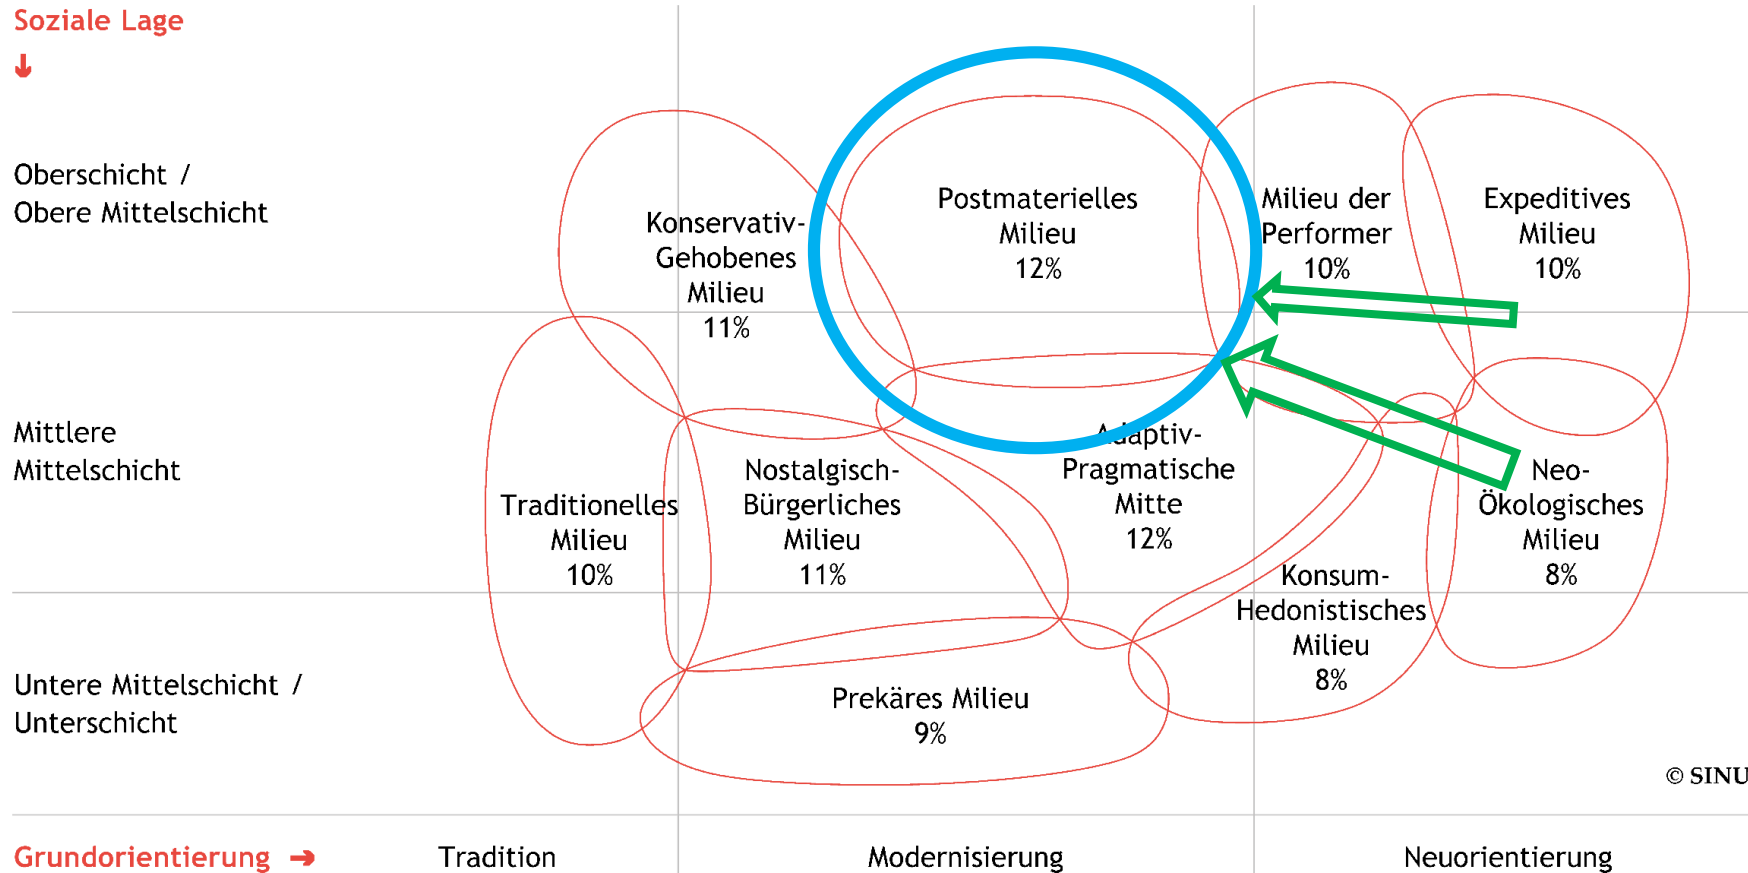 Soziale Lage
Oberschicht /
Obere Mittelschicht
Mittlere
Mittelschicht
Untere Mittelschicht /
Unterschicht
Konservativ-
Gehobenes
Milieu
11%
Postmaterielles
Milieu
12%
Milieu der
Performer
10%
Expeditives
Milieu
10%
Traditionelles
Milieu
10%
Nostalgisch-
Bürgerliches
Milieu
11%
Adaptiv-
Pragmatische
Mitte
12%
Neo-
Ökologisches
Milieu
8%
Konsum-
Hedonistisches
Milieu
8%
Prekäres Milieu
9%
© SINU
Grundorientierung ➔
Tradition
Modernisierung
Neuorientierung